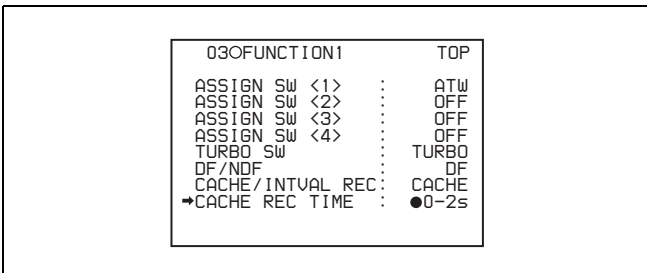 03○FUNCTION1 TOP
ASSIGN SW <1> : ATW
ASSIGN SW <2> : OFF
ASSIGN SW <3> : OFF
ASSIGN SW <4> : OFF
TURBO SW : TURBO
DF/NDF : DF
CACHE/INTVAL REC: CACHE
➡CACHE REC TIME : ●0-2s